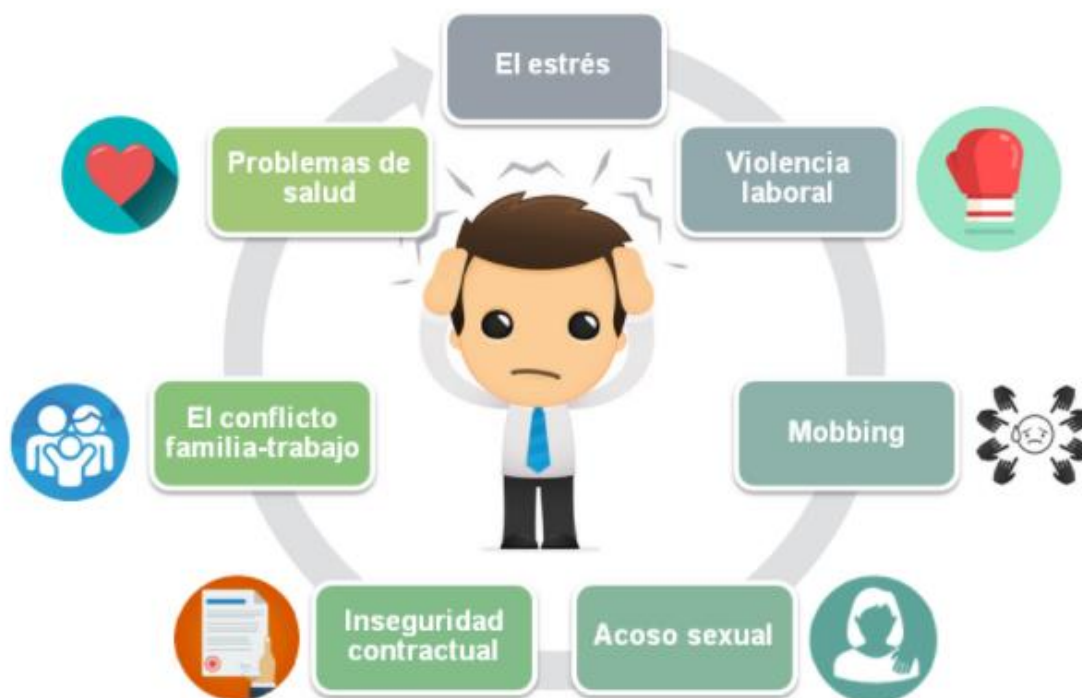 El estrés
Violencia
laboral
Mobbing
Acoso sexual
Inseguridad
contractual
El conflicto
familia-trabajo
Problemas de
salud